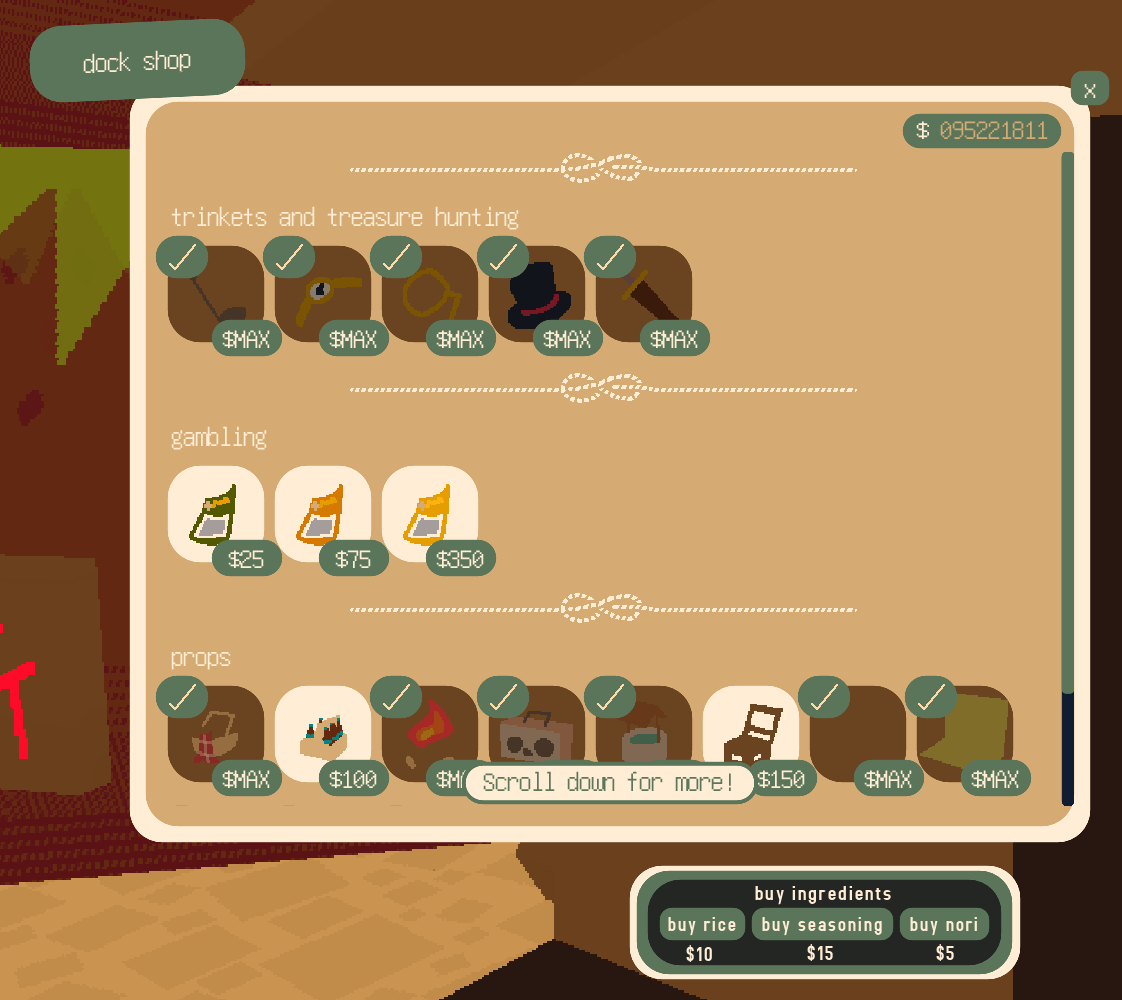 dock shop
x
$ 095221811
trinkets and treasure hunting
$MAX $MAX $MAX $MAX $MAX
gambling
$25 $75 $350
props
$MAX $100 $150 $MAX $MAX
Scroll down for more!
buy ingredients
buy rice buy seasoning buy nori
$10 $15 $5